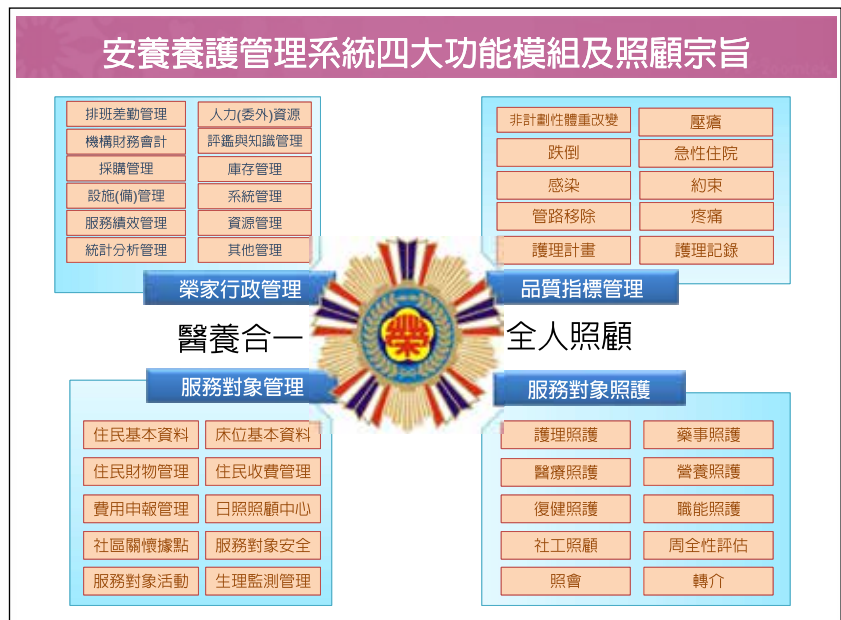 安養養護管理系統四大功能模組及照顧宗旨
排班差勤管理 人力(委外)資源
機構財務會計 評鑑與知識管理
採購管理 庫存管理
設施(備)管理 系統管理
服務績效管理 資源管理
統計分析管理 其他管理
榮家行政管理
非計劃性體重改變 壓瘡
跌倒 急性住院
感染 約束
管路移除 疼痛
護理計畫 護理記錄
品質指標管理
醫養合一
榮
全人照顧
服務對象管理
住民基本資料 床位基本資料
住民財物管理 住民收費管理
費用申報管理 日照照顧中心
社區關懷據點 服務對象安全
服務對象活動 生理監測管理
服務對象照護
護理照護 藥事照護
醫療照護 營養照護
復健照護 職能照護
社工照顧 周全性評估
照會 轉介